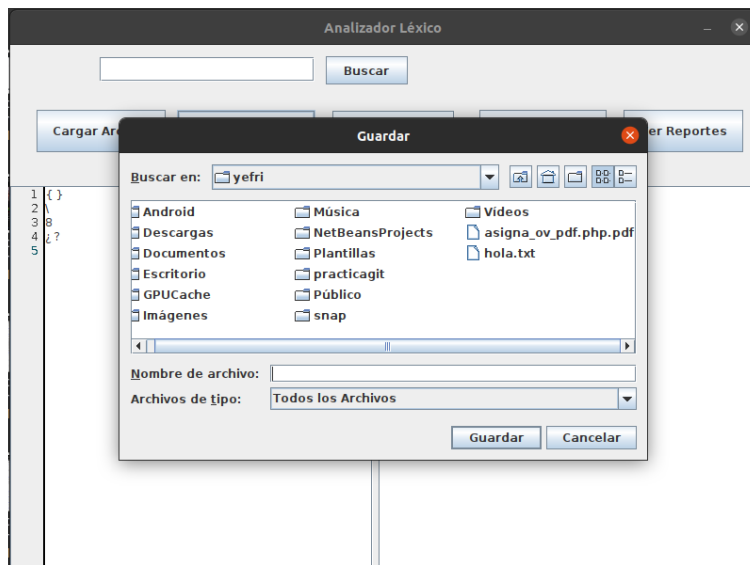 Analizador Léxico
Buscar
Cargar
er Reportes
Guardar
Buscar en: yefri
1 {}
2 \
3 8
4 ¿?
5
Android Música Vídeos
Descargas NetBeansProjects asigna_ov_pdf.php.pdf
Documentos Plantillas hola.txt
Escritorio practicagit
GPUCache Público
Imágenes snap
Nombre de archivo:
Archivos de tipo: Todos los Archivos
Guardar Cancelar